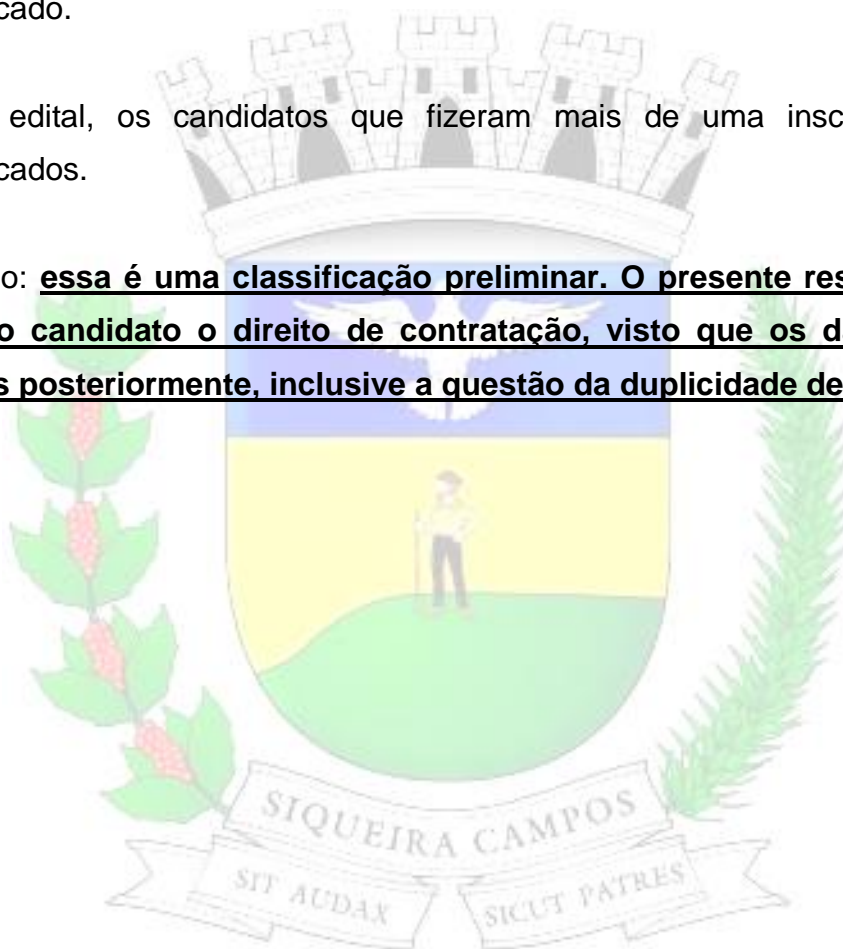 cado.
edital, os candidatos que fizeram mais de uma insc
cados.
o: essa é uma classificação preliminar. O presente res
o candidato o direito de contratação, visto que os d
s posteriormente, inclusive a questão da duplicidade de
SIQUEIRA CAMPOS
SIT AUDAX SICUT PATRES